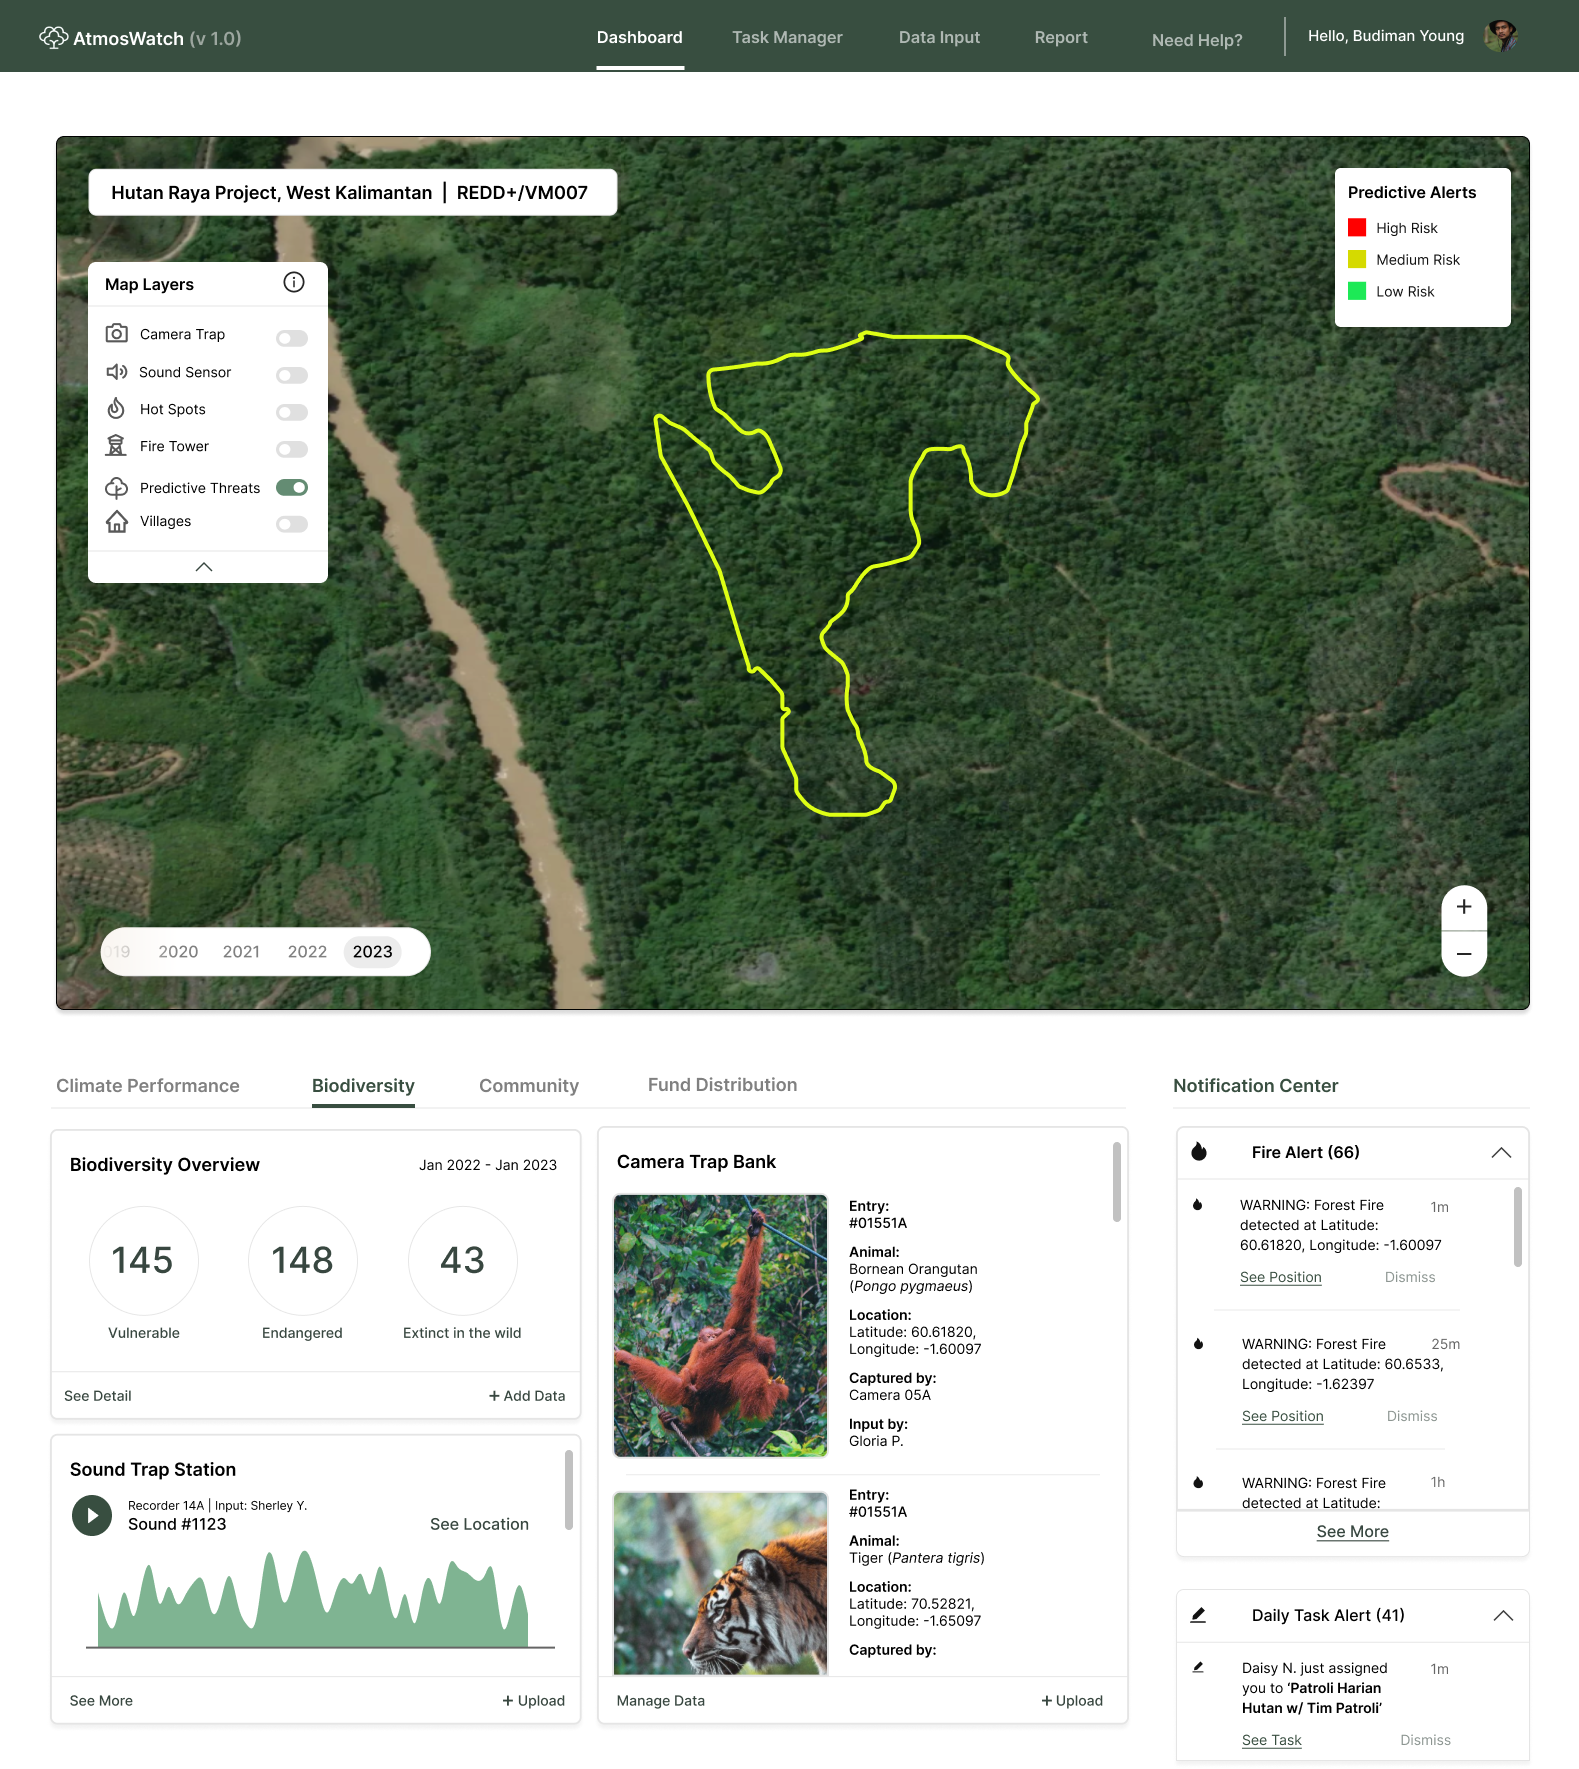 AtmosWatch (v 1.0)
Dashboard
Task Manager
Data Input
Report
Need Help?
Hello, Budiman Young
Hutan Raya Project, West Kalimantan | REDD+/VM007
Map Layers
Camera Trap
Sound Sensor
Hot Spots
Fire Tower
Predictive Threats
Villages
Predictive Alerts
High Risk
Medium Risk
Low Risk
019 2020 2021 2022 2023
+
−
Climate Performance
Biodiversity
Community
Fund Distribution
Biodiversity Overview
Jan 2022 - Jan 2023
145
148
43
Vulnerable
Endangered
Extinct in the wild
See Detail
+ Add Data
Sound Trap Station
Recorder 14A | Input: Sherley Y.
Sound #1123
See Location
See More
+ Upload
Camera Trap Bank
Entry:
#01551A
Animal:
Bornean Orangutan
(Pongo pygmaeus)
Location:
Latitude: 60.61820,
Longitude: -1.60097
Captured by:
Camera 05A
Input by:
Gloria P.
Entry:
#01551A
Animal:
Tiger (Pantera tigris)
Location:
Latitude: 70.52821,
Longitude: -1.65097
Captured by:
Manage Data
+ Upload
Notification Center
Fire Alert (66)
WARNING: Forest Fire
detected at Latitude:
60.61820, Longitude: -1.60097
1m
See Position
Dismiss
WARNING: Forest Fire
detected at Latitude: 60.6533,
Longitude: -1.62397
25m
See Position
Dismiss
WARNING: Forest Fire
detected at Latitude:
1h
See More
Daily Task Alert (41)
Daisy N. just assigned
you to ‘Patroli Harian
Hutan w/ Tim Patroli’
1m
See Task
Dismiss